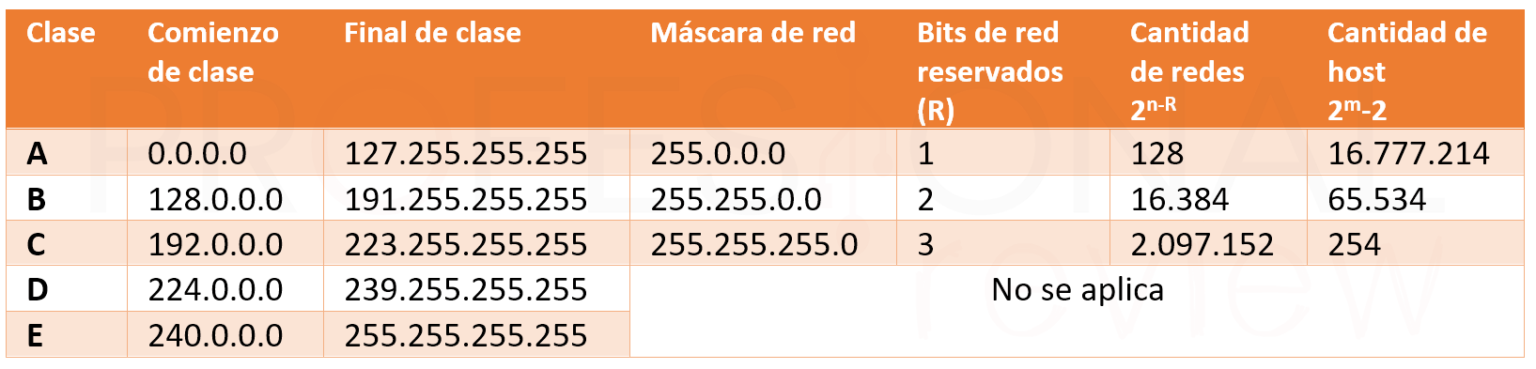 Clase Comienzo de clase Final de clase Máscara de red Bits de red reservados (R) Cantidad de redes 2ⁿ⁻ᴿ Cantidad de host 2ᵐ-2
A 0.0.0.0 127.255.255.255 255.0.0.0 1 128 16.777.214
B 128.0.0.0 191.255.255.255 255.255.0.0 2 16.384 65.534
C 192.0.0.0 223.255.255.255 255.255.255.0 3 2.097.152 254
D 224.0.0.0 239.255.255.255 No se aplica
E 240.0.0.0 255.255.255.255
PROFESIONAL
review